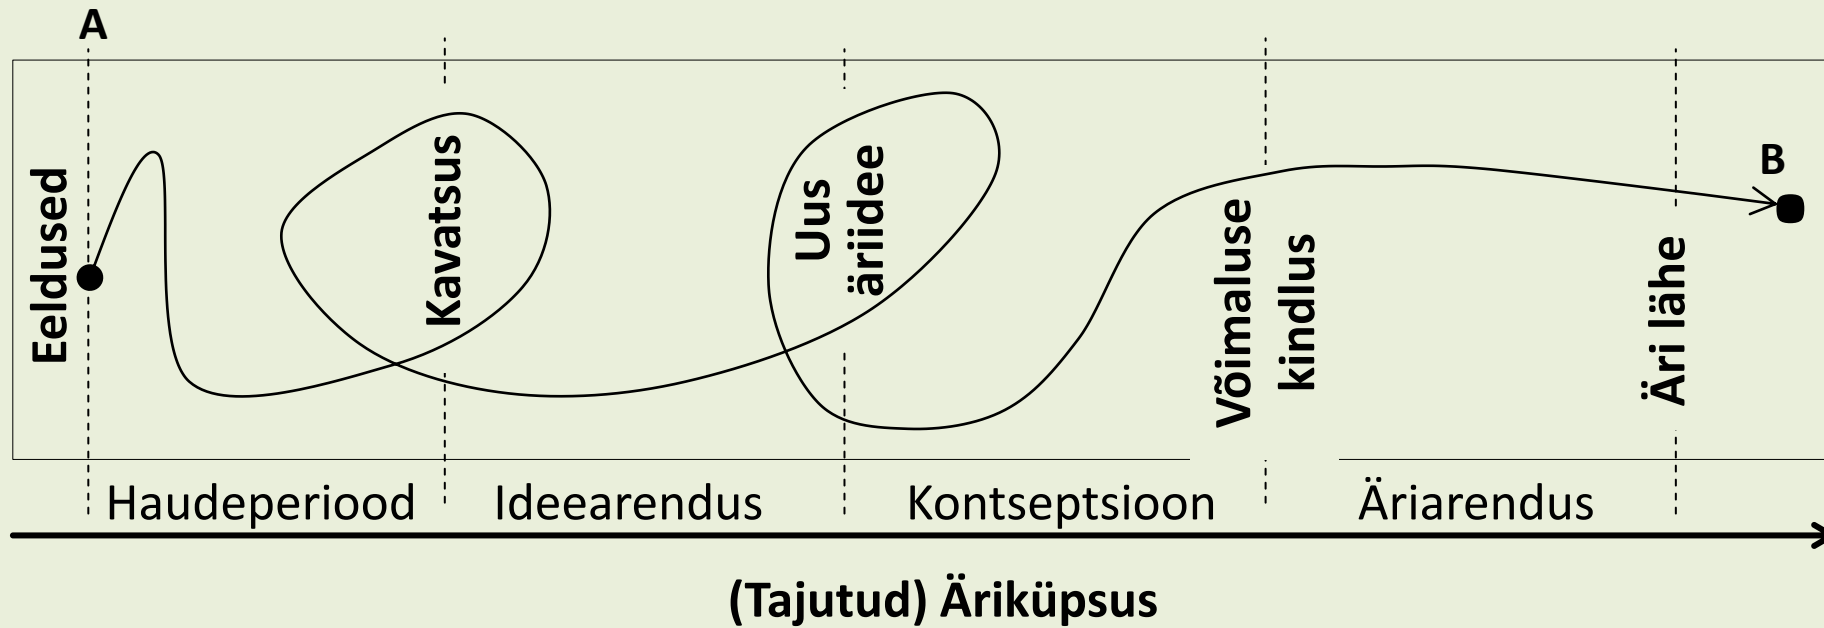 A
B
Eeldused
Kavatsus
Uus
äriidee
Võimaluse
kindlus
Äri lähe
Haudeperiood
Ideearendus
Kontseptsioon
Äriarendus
(Tajutud) Äriküpsus